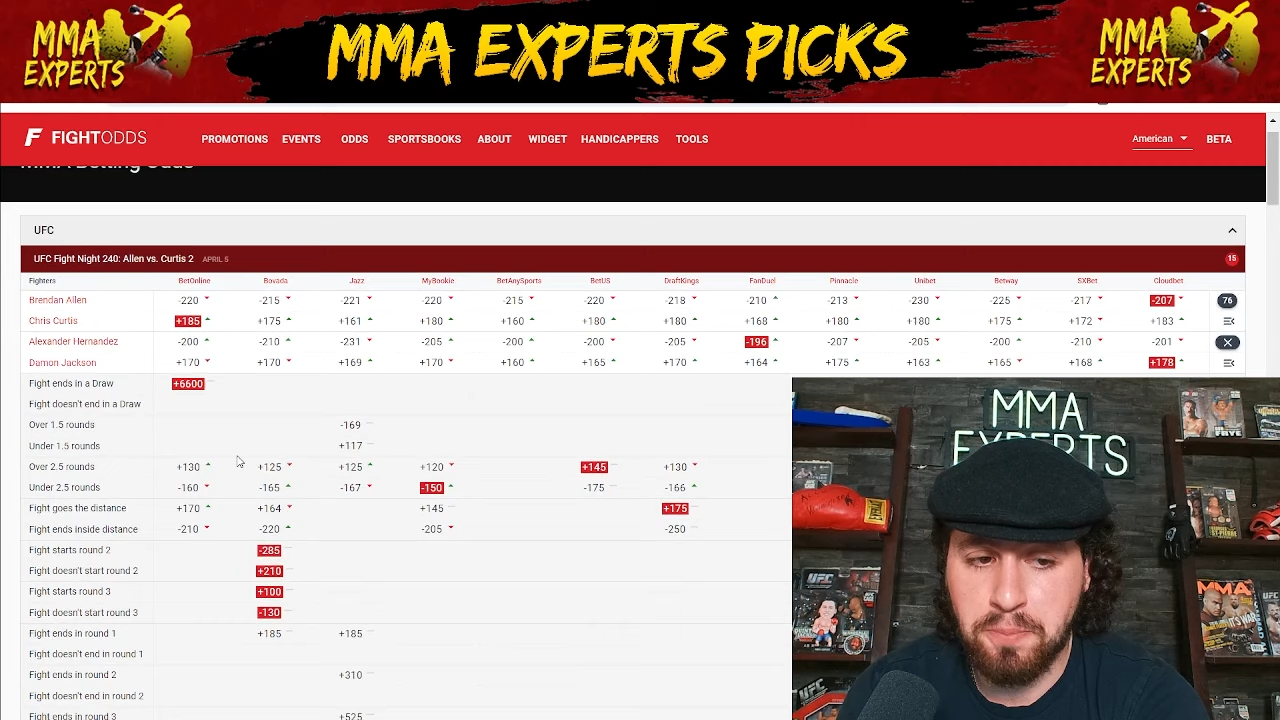 MMA EXPERTS
MMA EXPERTS PICKS
MMA EXPERTS
FIGHTODDS PROMOTIONS EVENTS ODDS SPORTSBOOKS ABOUT WIDGET HANDICAPPERS TOOLS American BETA
MMA Betting Odds
UFC
UFC Fight Night 240: Allen vs. Curtis 2 APRIL 5 15
Fighters BetOnline Bovada Jazz MyBookie BetAnySports BetUS DraftKings FanDuel Pinnacle Unibet Betway SXBet Cloudbet
Brendan Allen -220 -215 -221 -220 -215 -220 -218 -210 -213 -230 -225 -217 -207 76
Chris Curtis +185 +175 +161 +180 +160 +180 +180 +168 +180 +180 +175 +172 +183
Alexander Hernandez -200 -210 -231 -205 -200 -200 -205 -196 -207 -205 -200 -210 -201
Damon Jackson +170 +170 +169 +170 +160 +165 +170 +164 +175 +163 +165 +168 +178
Fight ends in a Draw +6600
Fight doesn't end in a Draw
Over 1.5 rounds -169
Under 1.5 rounds +117
Over 2.5 rounds +130 +125 +125 +120 +145 +130
Under 2.5 rounds -160 -165 -167 -150 -175 -166
Fight goes the distance +170 +164 +145 +175
Fight ends inside distance -210 -220 -205 -250
Fight starts round 2 -285
Fight doesn't start round 2 +210
Fight starts round 3 +100
Fight doesn't start round 3 -130
Fight ends in round 1 +185 +185
Fight doesn't end in round 1
Fight ends in round 2 +310
Fight doesn't end in round 2
Fight ends in round 3 +525
MMA
EXPERTS
UFC
MMA
UFC